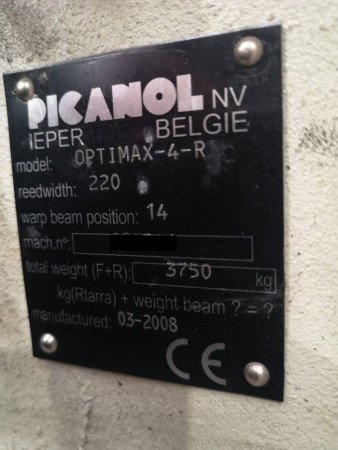 PICANOL NV
IEPER BELGIE
model: OPTIMAX-4-R
reedwidth: 220
warp beam position: 14
mach.nº:
total weight (F+R): 3750 kg
kg(Rtarra) + weight beam ? = ?
manufactured: 03-2008
CE